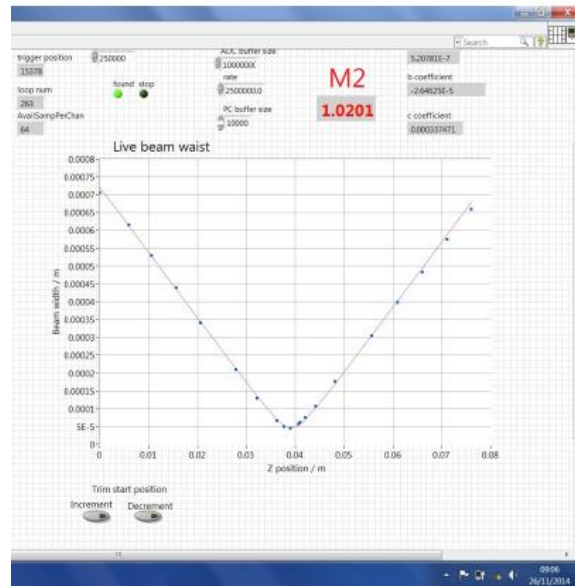 Search
trigger position
15378
250000
loop num
263
AvailSampPerChan
64
found stop
ADC buffer size
1000000
rate
2500000.0
PC buffer size
10000
M2
1.0201
5.20781E-7
b coefficient
-2.64625E-5
c coefficient
0.000337471
Live beam waist
0.0008
0.00075
0.0007
0.00065
0.0006
0.00055
0.0005
0.00045
0.0004
0.00035
0.0003
0.00025
0.0002
0.00015
0.0001
5E-5
0
Beam width / m
0 0.01 0.02 0.03 0.04 0.05 0.06 0.07 0.08
Z position / m
Trim start position
Increment Decrement
09:06
26/11/2014